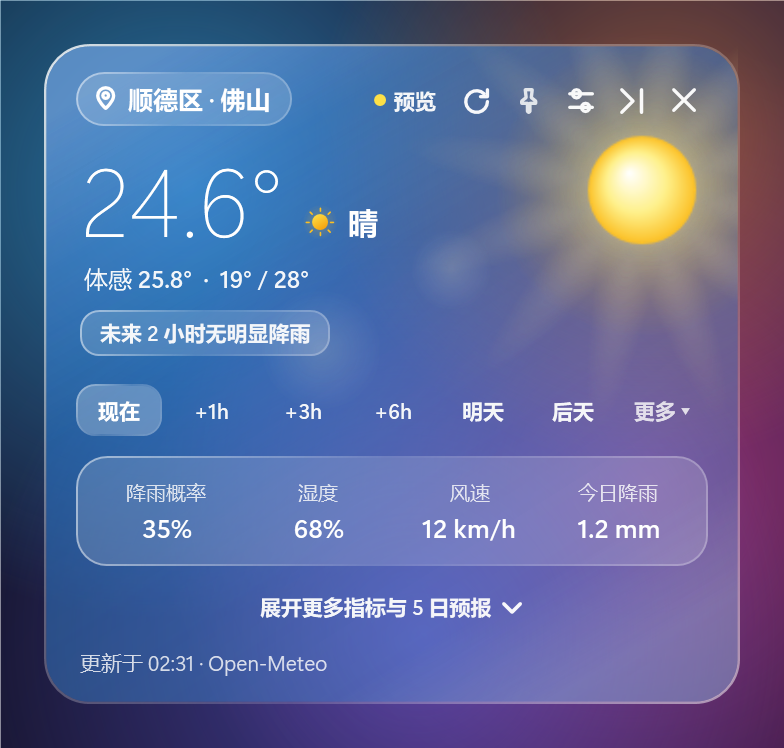 顺德区 · 佛山
预览
24.6°
晴
体感 25.8° · 19° / 28°
未来 2 小时无明显降雨
现在 +1h +3h +6h 明天 后天 更多 ▾
降雨概率 湿度 风速 今日降雨
35% 68% 12 km/h 1.2 mm
展开更多指标与 5 日预报
更新于 02:31 · Open-Meteo